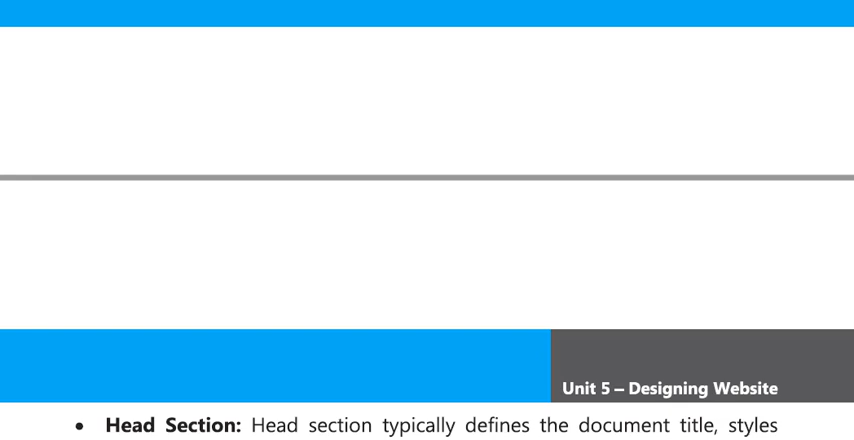 Unit 5 – Designing Website
• Head Section: Head section typically defines the document title, styles